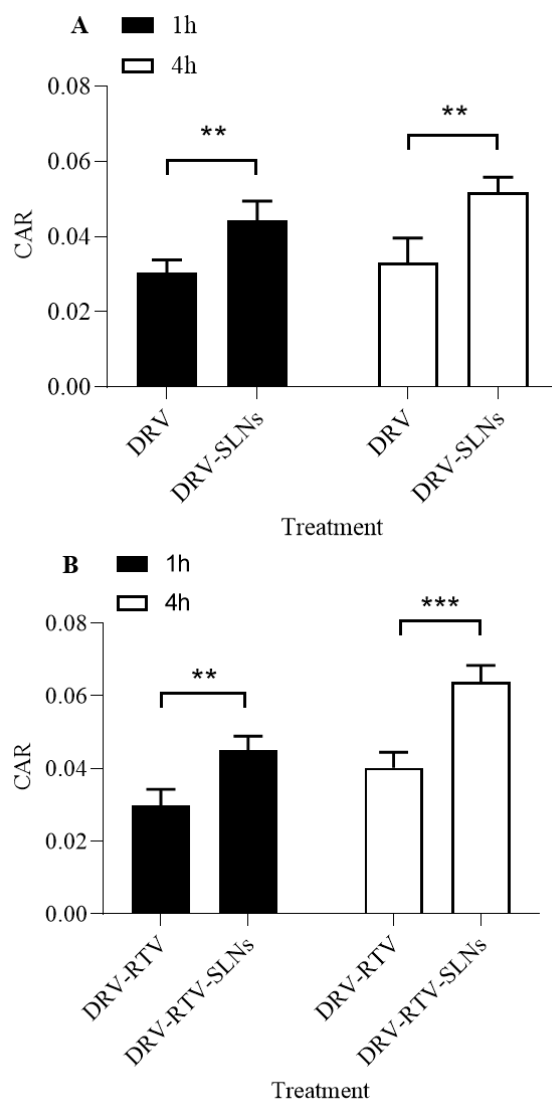 A
1h
4h
0.08
0.06
0.04
0.02
0.00
CAR
**
**
DRV
DRV-SLNs
DRV
DRV-SLNs
Treatment
B
1h
4h
0.08
0.06
0.04
0.02
0.00
CAR
**
***
DRV-RTV
DRV-RTV-SLNs
DRV-RTV
DRV-RTV-SLNs
Treatment